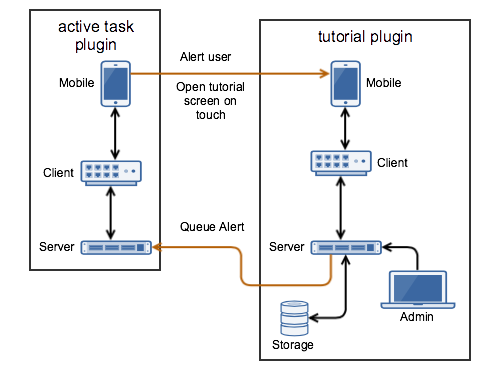 active task
plugin
tutorial plugin
Alert user
Mobile
Mobile
Open tutorial
screen on
touch
Client
Client
Queue Alert
Server
Server
Admin
Storage